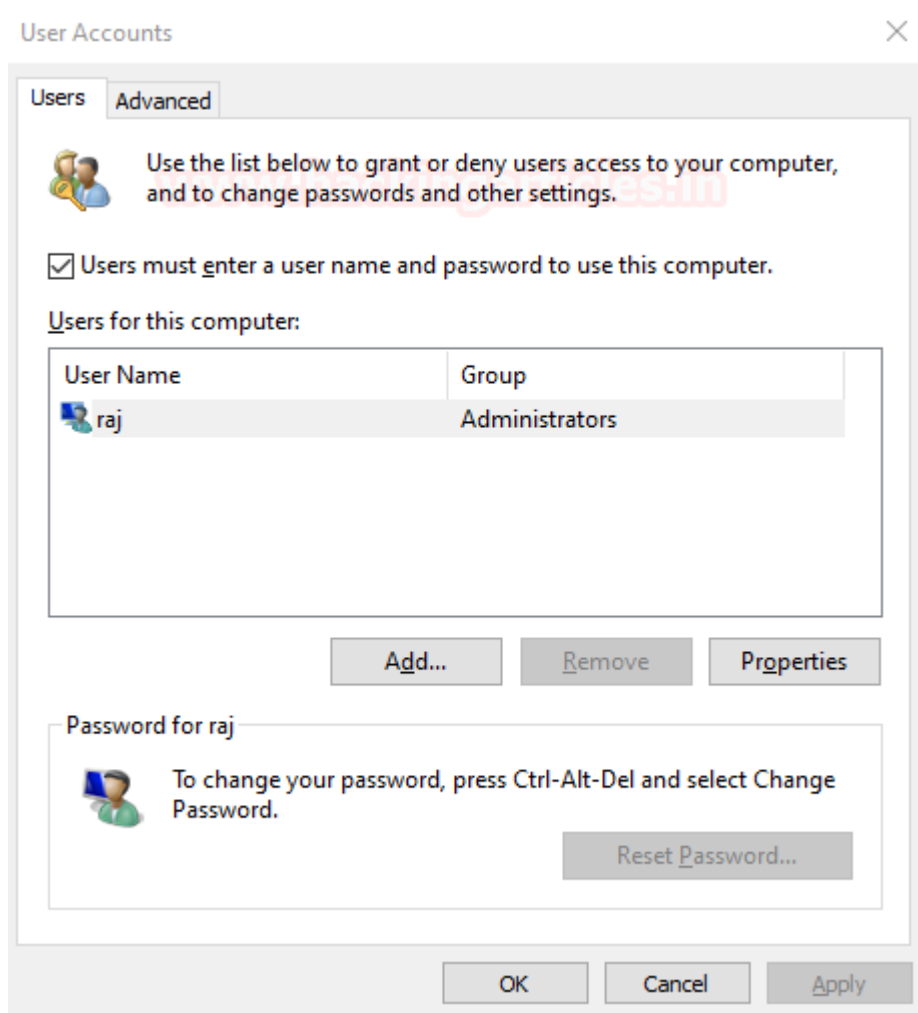 User Accounts
Users Advanced
Use the list below to grant or deny users access to your computer,
and to change passwords and other settings.
Users must enter a user name and password to use this computer.
Users for this computer:
User Name Group
raj Administrators
Add... Remove Properties
Password for raj
To change your password, press Ctrl-Alt-Del and select Change
Password.
Reset Password...
OK Cancel Apply